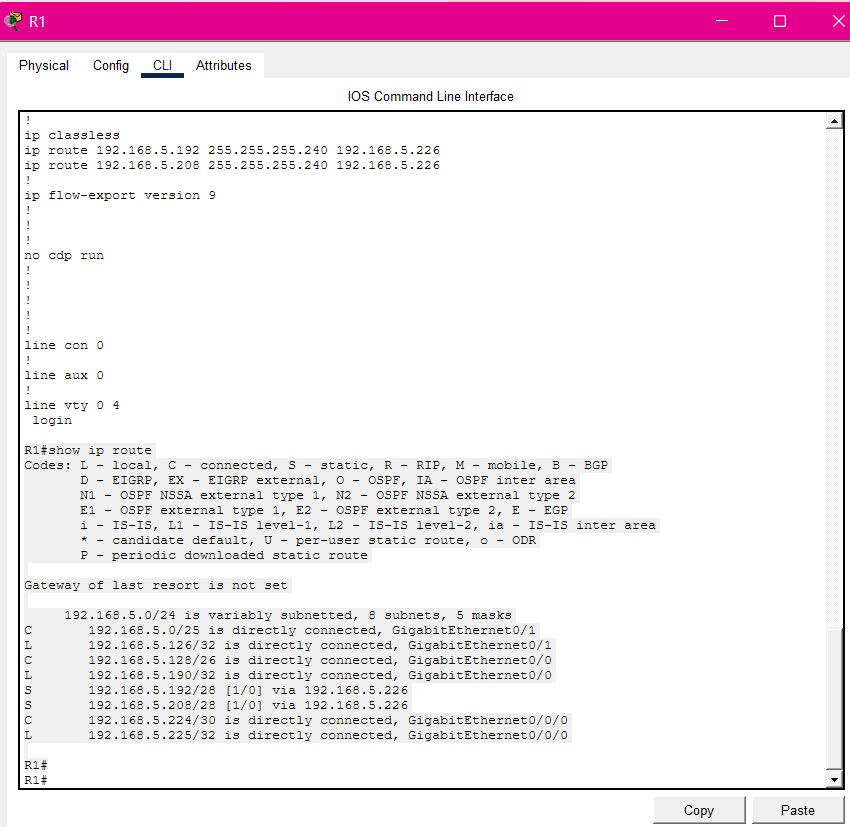 R1
Physical Config CLI Attributes
IOS Command Line Interface
!
ip classless
ip route 192.168.5.192 255.255.255.240 192.168.5.226
ip route 192.168.5.208 255.255.255.240 192.168.5.226
!
ip flow-export version 9
!
!
!
no cdp run
!
!
!
!
!
line con 0
!
line aux 0
!
line vty 0 4
 login
R1#show ip route
Codes: L - local, C - connected, S - static, R - RIP, M - mobile, B - BGP
       D - EIGRP, EX - EIGRP external, O - OSPF, IA - OSPF inter area
       N1 - OSPF NSSA external type 1, N2 - OSPF NSSA external type 2
       E1 - OSPF external type 1, E2 - OSPF external type 2, E - EGP
       i - IS-IS, L1 - IS-IS level-1, L2 - IS-IS level-2, ia - IS-IS inter area
       * - candidate default, U - per-user static route, o - ODR
       P - periodic downloaded static route
Gateway of last resort is not set
     192.168.5.0/24 is variably subnetted, 8 subnets, 5 masks
C       192.168.5.0/25 is directly connected, GigabitEthernet0/1
L       192.168.5.126/32 is directly connected, GigabitEthernet0/1
C       192.168.5.128/26 is directly connected, GigabitEthernet0/0
L       192.168.5.190/32 is directly connected, GigabitEthernet0/0
S       192.168.5.192/28 [1/0] via 192.168.5.226
S       192.168.5.208/28 [1/0] via 192.168.5.226
C       192.168.5.224/30 is directly connected, GigabitEthernet0/0/0
L       192.168.5.225/32 is directly connected, GigabitEthernet0/0/0
R1#
R1#
Copy Paste